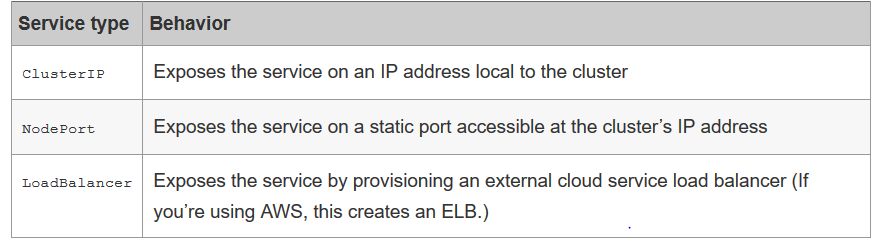 Service type Behavior
ClusterIP Exposes the service on an IP address local to the cluster
NodePort Exposes the service on a static port accessible at the cluster’s IP address
LoadBalancer Exposes the service by provisioning an external cloud service load balancer (If
you’re using AWS, this creates an ELB.)